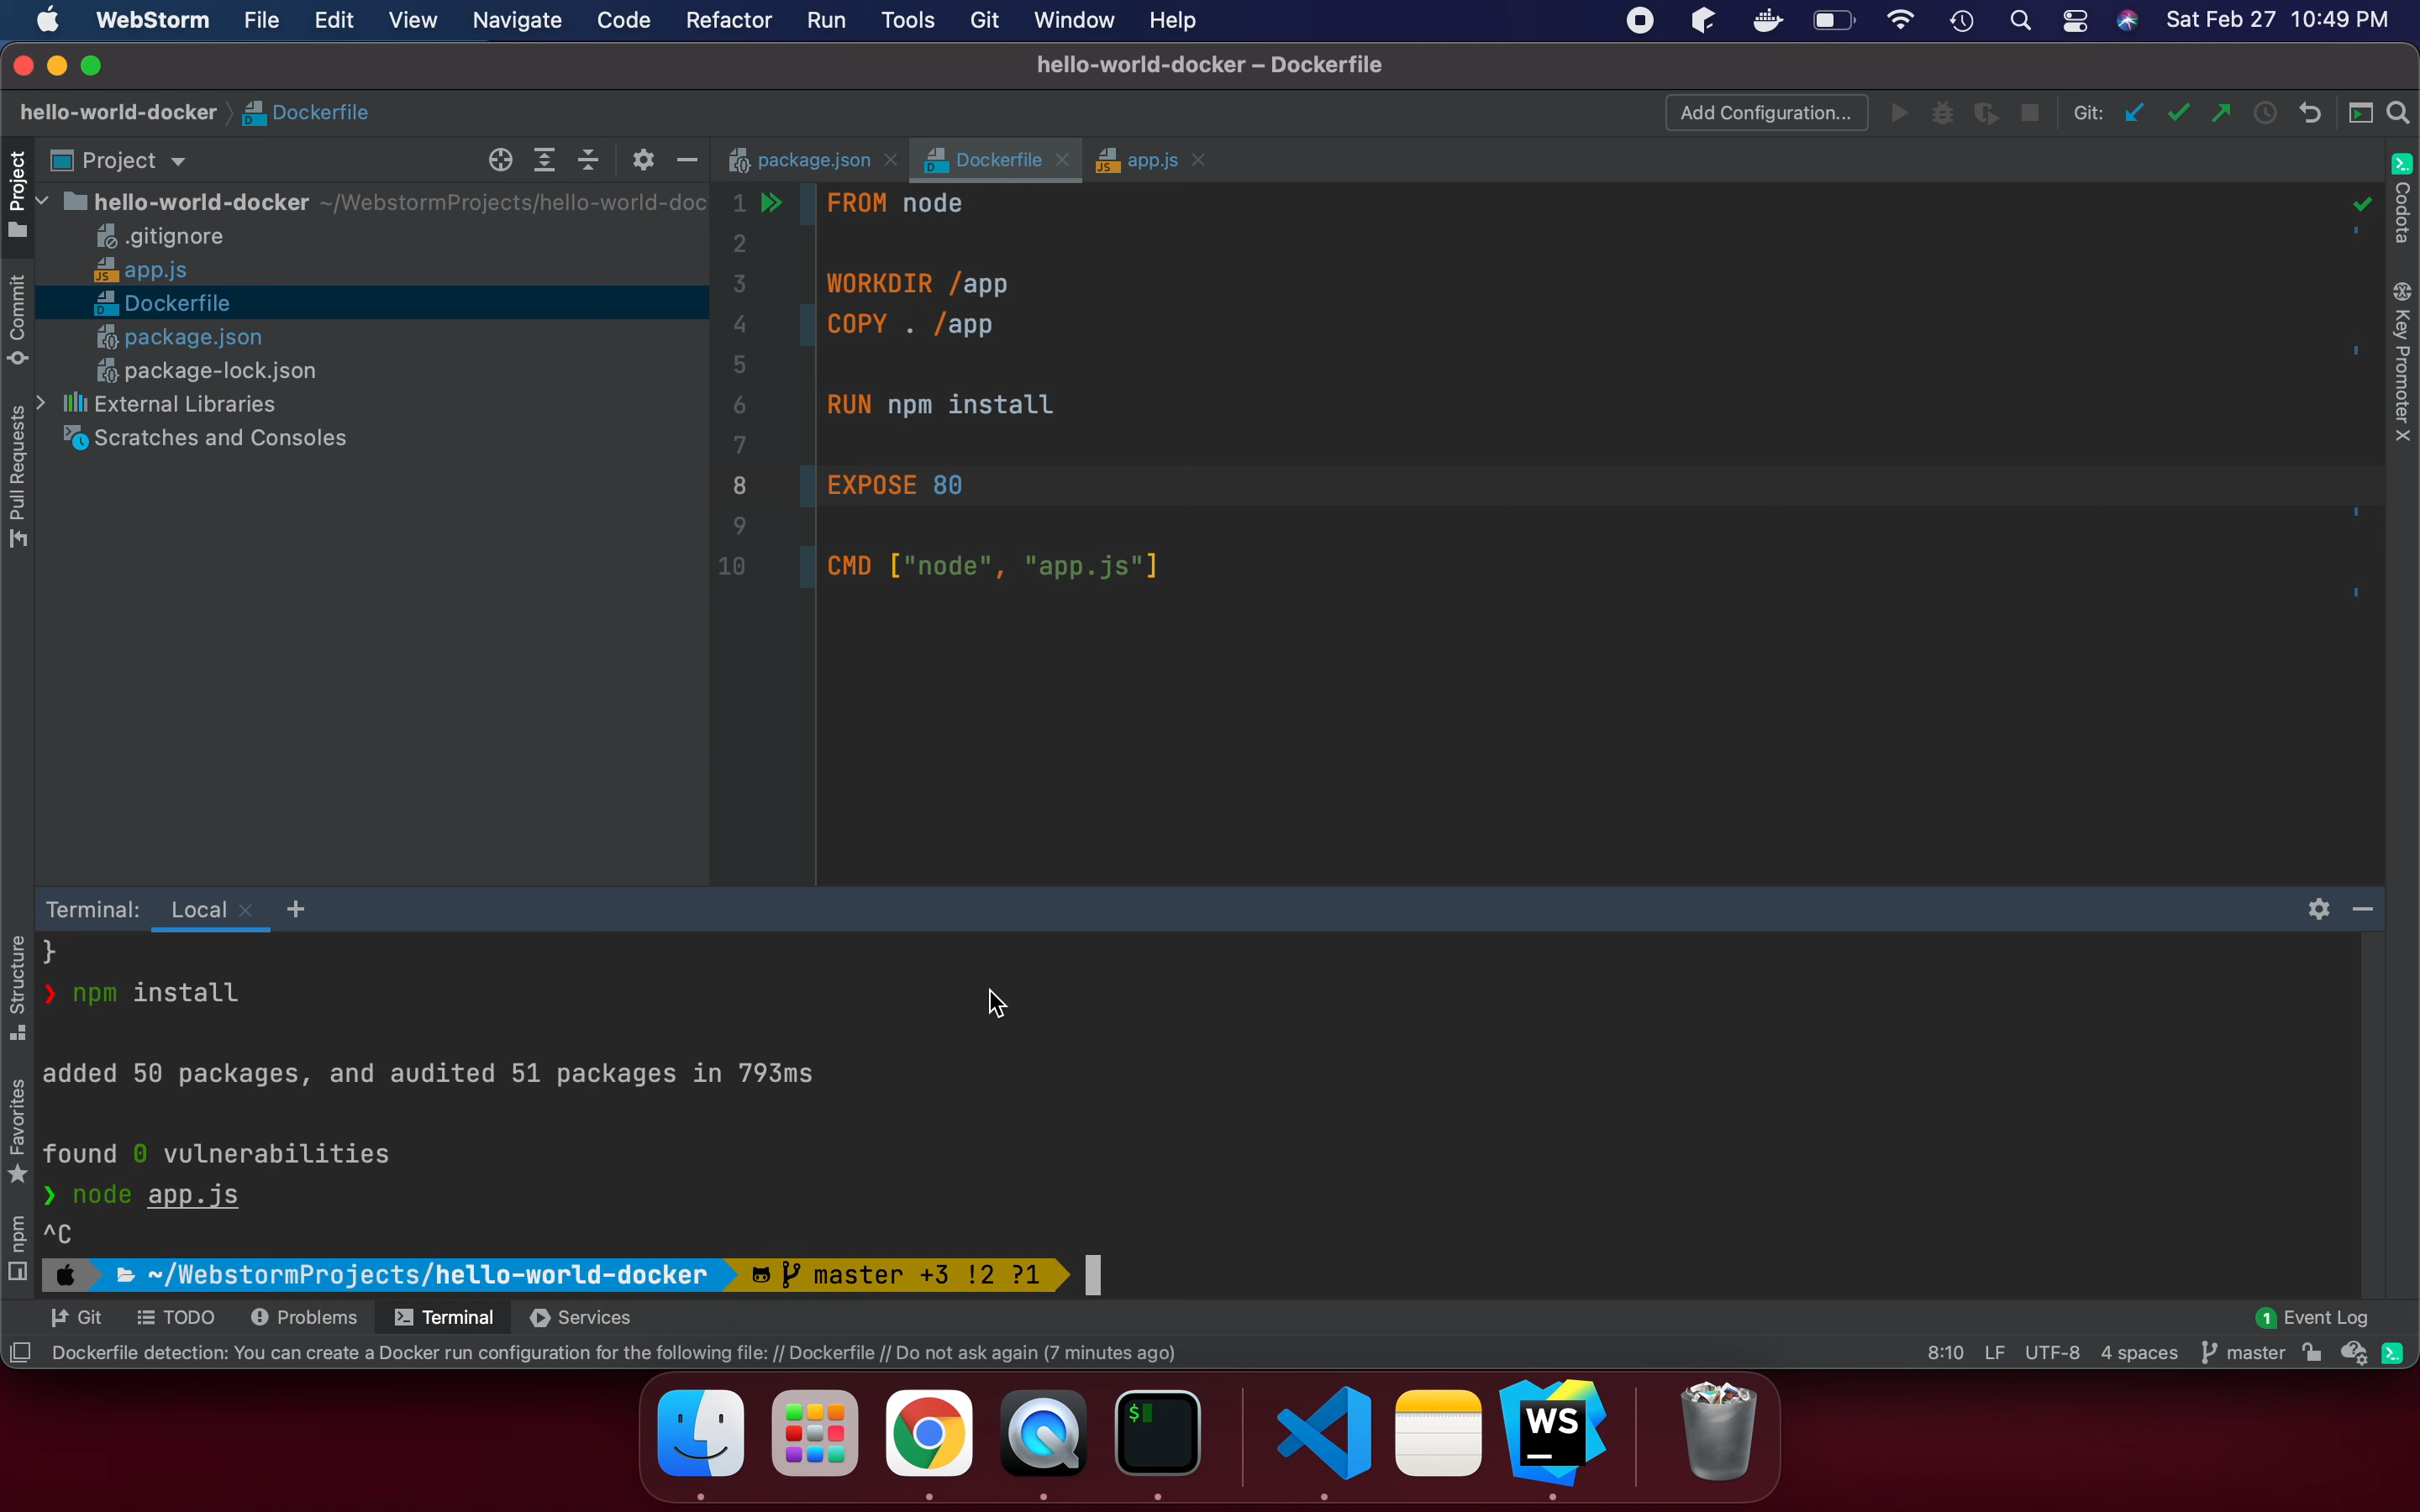 WebStorm File Edit View Navigate Code Refactor Run Tools Git Window Help Sat Feb 27 10:49 PM
hello-world-docker – Dockerfile
hello-world-docker Dockerfile Add Configuration... Git:
Project package.json Dockerfile app.js
hello-world-docker ~/WebstormProjects/hello-world-doc
.gitignore
app.js
Dockerfile
package.json
package-lock.json
External Libraries
Scratches and Consoles
Project
Commit
Pull Requests
Structure
Favorites
npm
1 FROM node
2
3 WORKDIR /app
4 COPY . /app
5
6 RUN npm install
7
8 EXPOSE 80
9
10 CMD ["node", "app.js"]
Codota
Key Promoter X
Terminal: Local
}
❯ npm install
added 50 packages, and audited 51 packages in 793ms
found 0 vulnerabilities
❯ node app.js
^C
~/WebstormProjects/hello-world-docker master +3 !2 ?1
Git TODO Problems Terminal Services 1 Event Log
Dockerfile detection: You can create a Docker run configuration for the following file: // Dockerfile // Do not ask again (7 minutes ago) 8:10 LF UTF-8 4 spaces master
$
WS